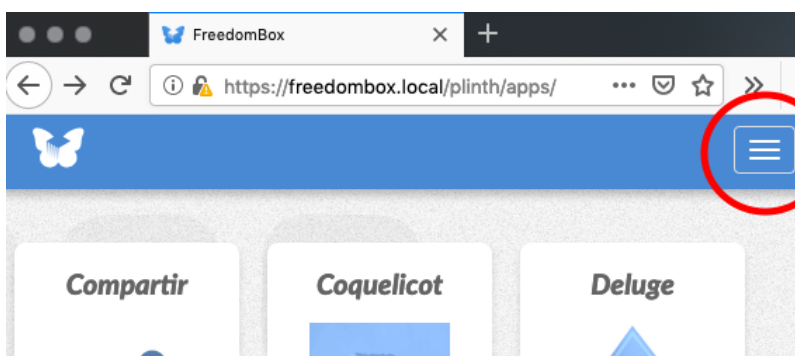 FreedomBox
https://freedombox.local/plinth/apps/
Compartir
Coquelicot
Deluge